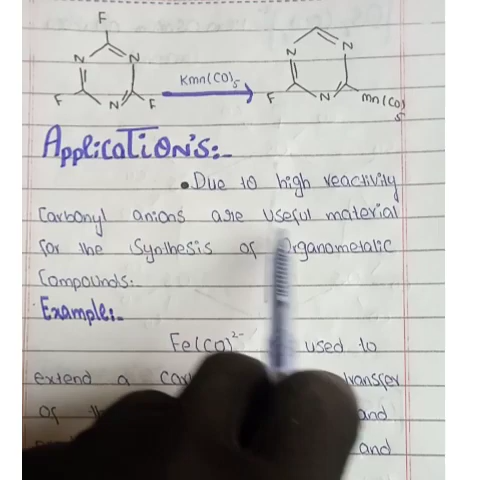 F
N N
F N F
KMn(CO)5
N N
F N Mn(CO)5
Applications:-
• Due to high reactivity
Carbonyl anions are useful material
for the Synthesis of Organometalic
Compounds:-
Example:-
Fe(CO)²⁻ used to
extend a
of and
and